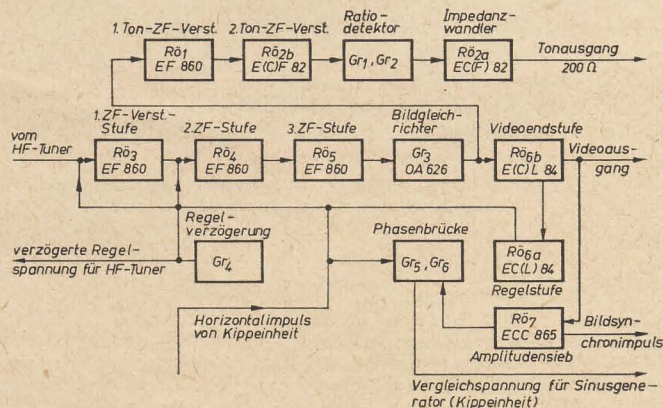 1. Ton-ZF-Verst.
2. Ton-ZF-Verst.
Ratio-
detektor
Impedanz-
wandler
Rö1
EF 860
Rö2b
E(C)F 82
Gr1, Gr2
Rö2a
EC(F) 82
Tonausgang
200 Ω
1. ZF-Verst.-
Stufe
2. ZF-Stufe
3. ZF-Stufe
Bildgleich-
richter
Videoendstufe
vom
HF-Tuner
Rö3
EF 860
Rö4
EF 860
Rö5
EF 860
Gr3
OA 626
Rö6b
E(C)L 84
Videoaus-
gang
Regel-
verzögerung
Gr4
verzögerte Regel-
spannung für HF-Tuner
Phasenbrücke
Gr5, Gr6
Rö6a
EC(L) 84
Regelstufe
Horizontalimpuls
von Kippeinheit
Rö7
ECC 865
Amplitudensieb
Bildsyn-
chronimpuls
Vergleichspannung für Sinusgene-
rator (Kippeinheit)